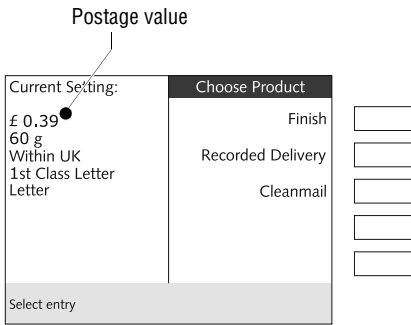 Postage value
Current Setting:
Choose Product
£ 0.39
Finish
60 g
Within UK
Recorded Delivery
1st Class Letter
Letter
Cleanmail
Select entry